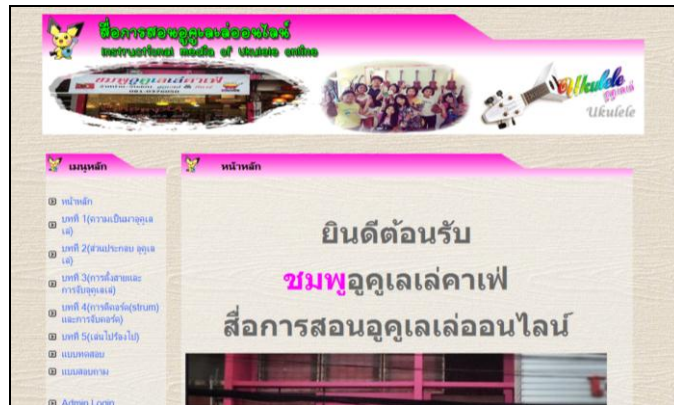 สื่อการสอนอูคูเลเล่ออนไลน์
instructional media of Ukulele online
ชมพูอูคูเลเล่คาเฟ่
Ukulele
อูคูเลเล่
Ukulele
เมนูหลัก
หน้าหลัก
บทที่ 1(ความเป็นมาอุคูเล
เล่)
บทที่ 2(ส่วนประกอบ อุคูเล
เล่)
บทที่ 3(การตั้งสายและ
การจับอุคุเลเล่)
บทที่ 4(การตีคอร์ด(strum)
และการจับคอร์ด)
บทที่ 5(เล่นไปร้องไป)
แบบทดสอบ
แบบสอบถาม
Admin Login
หน้าหลัก
ยินดีต้อนรับ
ชมพูอูคูเลเล่คาเฟ่
สื่อการสอนอูคูเลเล่ออนไลน์